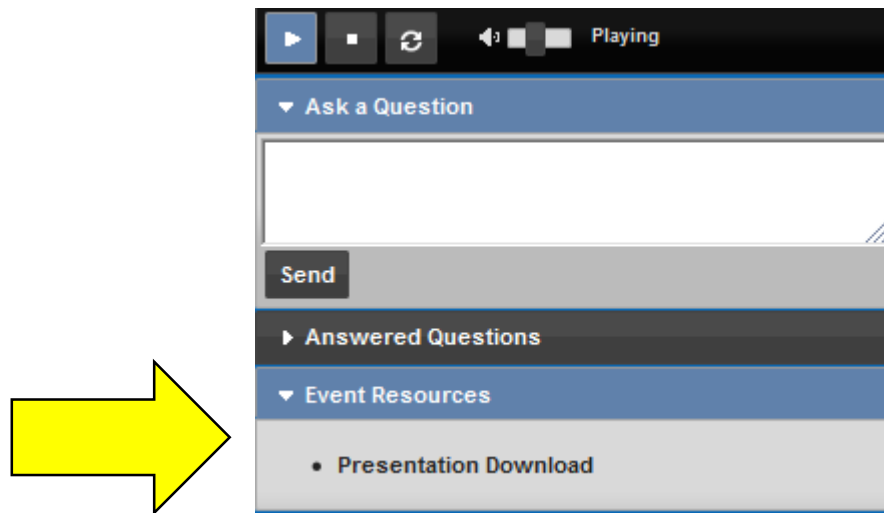 Playing
Ask a Question
Send
Answered Questions
Event Resources
• Presentation Download